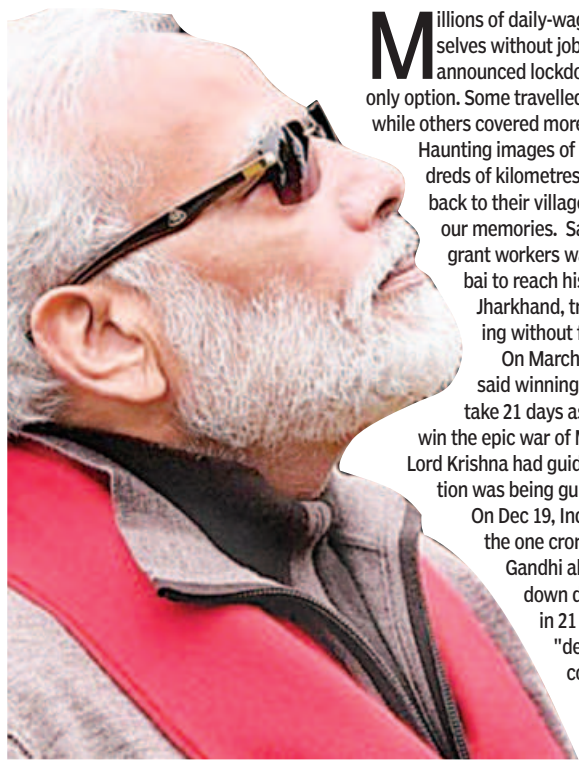 Millions of daily-wag
selves without job
announced lockdo
only option. Some travelled
while others covered more
Haunting images of
dreds of kilometres
back to their village
our memories. Sa
grant workers wa
bai to reach his
Jharkhand, tr
ing without f
On March
said winning
take 21 days as
win the epic war of M
Lord Krishna had guid
tion was being gu
On Dec 19, Ind
the one cror
Gandhi al
down d
in 21
"de
co